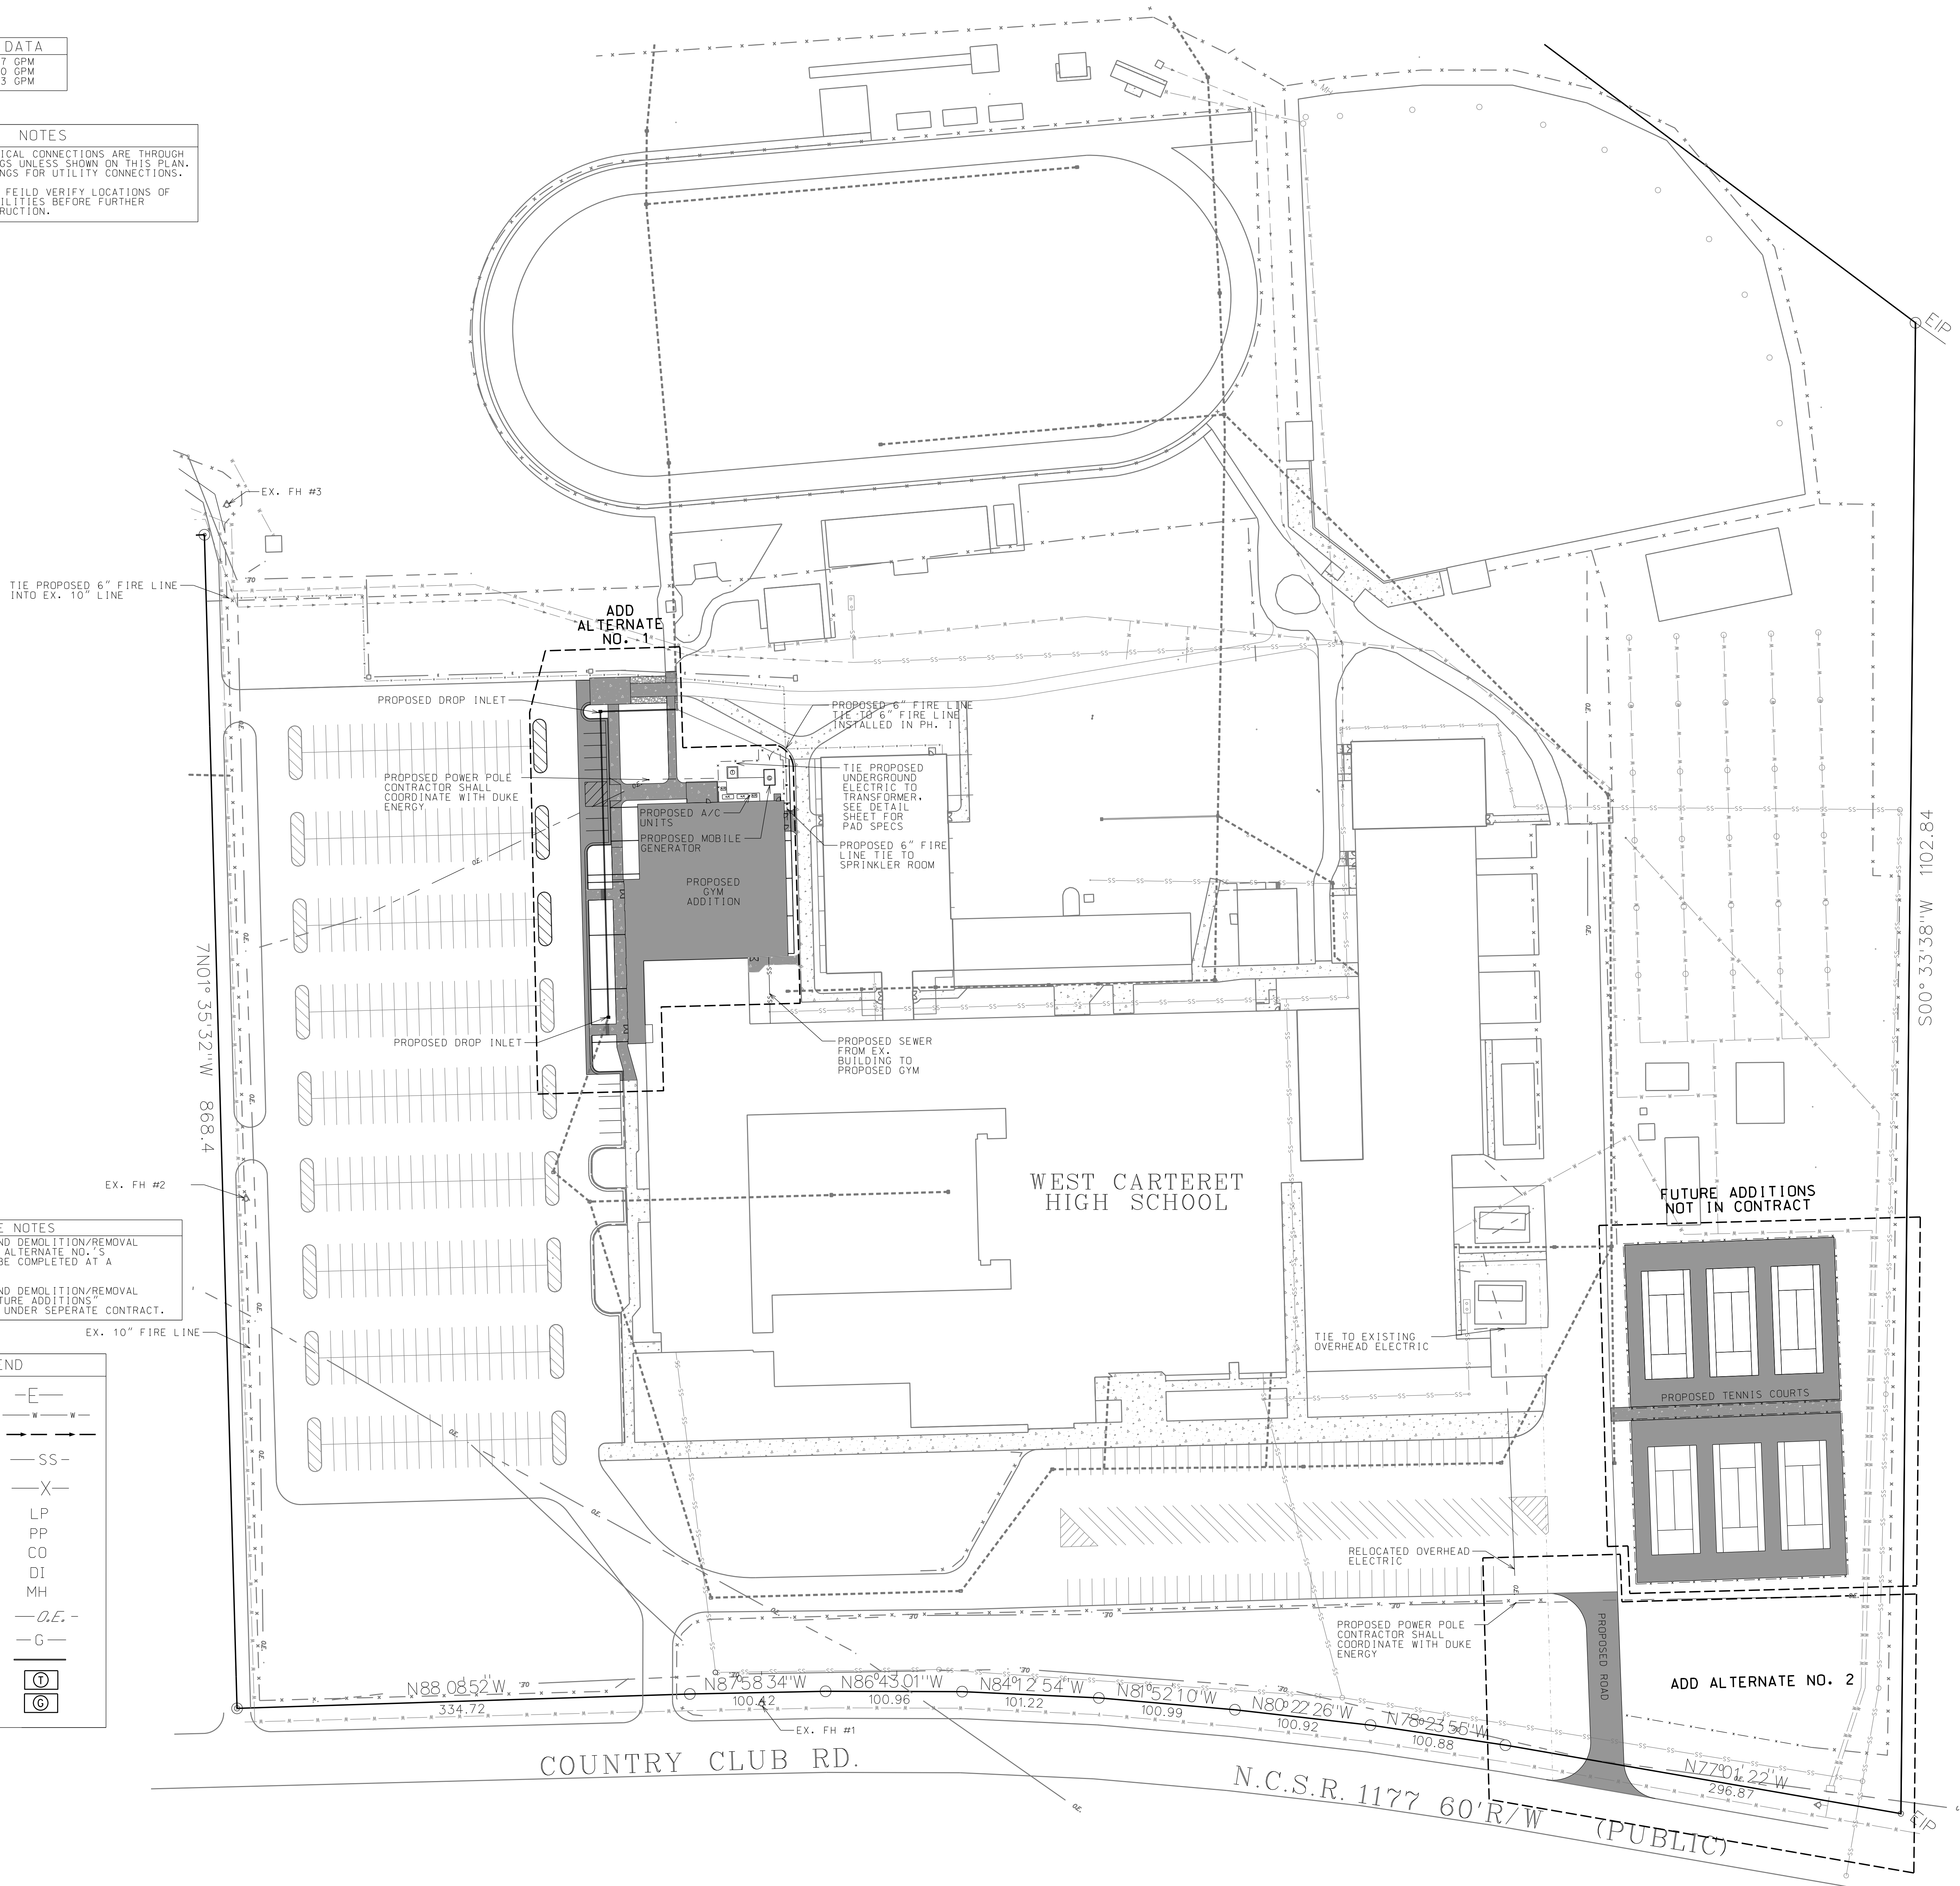 DATA
7 GPM
0 GPM
3 GPM
NOTES
ICAL CONNECTIONS ARE THROUGH
GS UNLESS SHOWN ON THIS PLAN.
NGS FOR UTILITY CONNECTIONS.
FEILD VERIFY LOCATIONS OF
ILITIES BEFORE FURTHER
RUCTION.
EIP
EX. FH #3
TIE PROPOSED 6" FIRE LINE
INTO EX. 10" LINE
ADD
ALTERNATE
NO. 1
PROPOSED DROP INLET
PROPOSED 6" FIRE LINE
TIE TO 6" FIRE LINE
INSTALLED IN PH. I
PROPOSED POWER POLE
CONTRACTOR SHALL
COORDINATE WITH DUKE
ENERGY
TIE PROPOSED
UNDERGROUND
ELECTRIC TO
TRANSFORMER,
SEE DETAIL
SHEET FOR
PAD SPECS
PROPOSED A/C
UNITS
PROPOSED MOBILE
GENERATOR
PROPOSED 6" FIRE
LINE TIE TO
SPRINKLER ROOM
PROPOSED
GYM
ADDITION
S00° 33'38"W 1102.84
7N01° 35'32"W 868.4
PROPOSED DROP INLET
PROPOSED SEWER
FROM EX.
BUILDING TO
PROPOSED GYM
EX. FH #2
WEST CARTERET
HIGH SCHOOL
FUTURE ADDITIONS
NOT IN CONTRACT
E NOTES
ND DEMOLITION/REMOVAL
ALTERNATE NO.'S
BE COMPLETED AT A
ND DEMOLITION/REMOVAL
TURE ADDITIONS"
UNDER SEPERATE CONTRACT.
EX. 10" FIRE LINE
TIE TO EXISTING
OVERHEAD ELECTRIC
PROPOSED TENNIS COURTS
END
E
W W
SS
X
LP
PP
CO
DI
MH
O.E.
G
T
G
RELOCATED OVERHEAD
ELECTRIC
PROPOSED POWER POLE
CONTRACTOR SHALL
COORDINATE WITH DUKE
ENERGY
PROPOSED ROAD
ADD ALTERNATE NO. 2
N88 08'52"W
334.72
N87°58'34"W
100.42
N86°43'01"W
100.96
N84°12'54"W
101.22
N81°52'10"W
100.99
N80°22'26"W
100.92
N78°23'55"W
100.88
N77°01'22"W
296.87
EX. FH #1
EIP
COUNTRY CLUB RD.
N.C.S.R. 1177 60'R/W (PUBLIC)